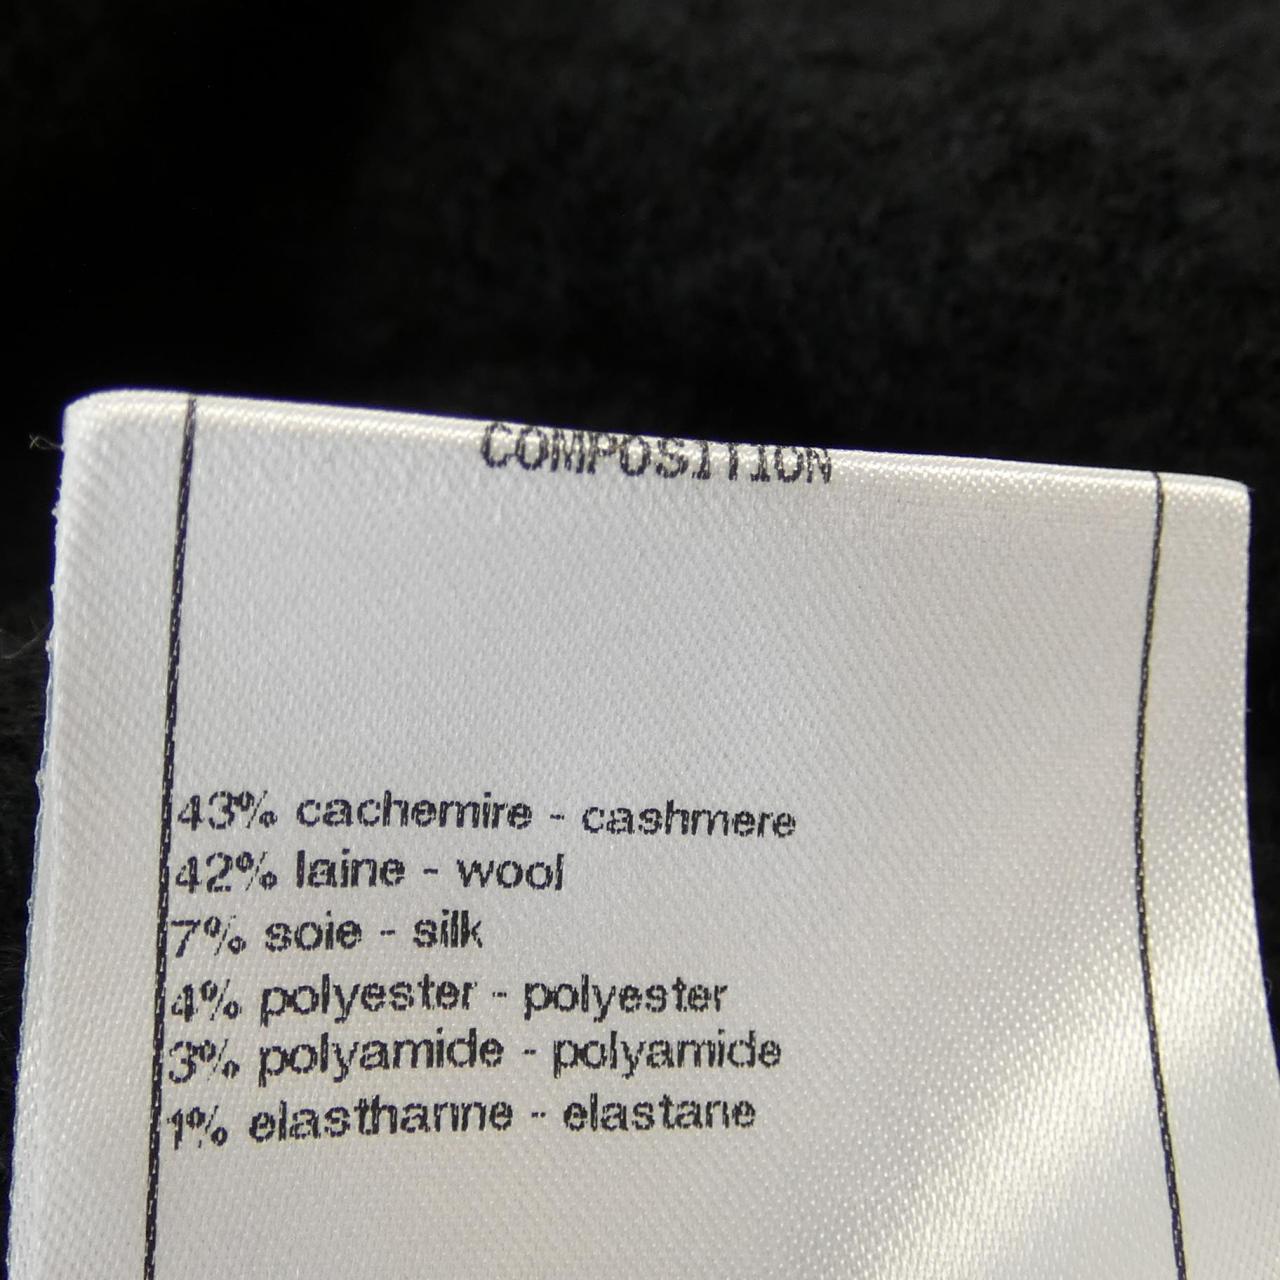 COMPOSITION
43% cachemire - cashmere
42% laine - wool
7% soie - silk
4% polyester - polyester
3% polyamide - polyamide
1% elasthanne - elastane